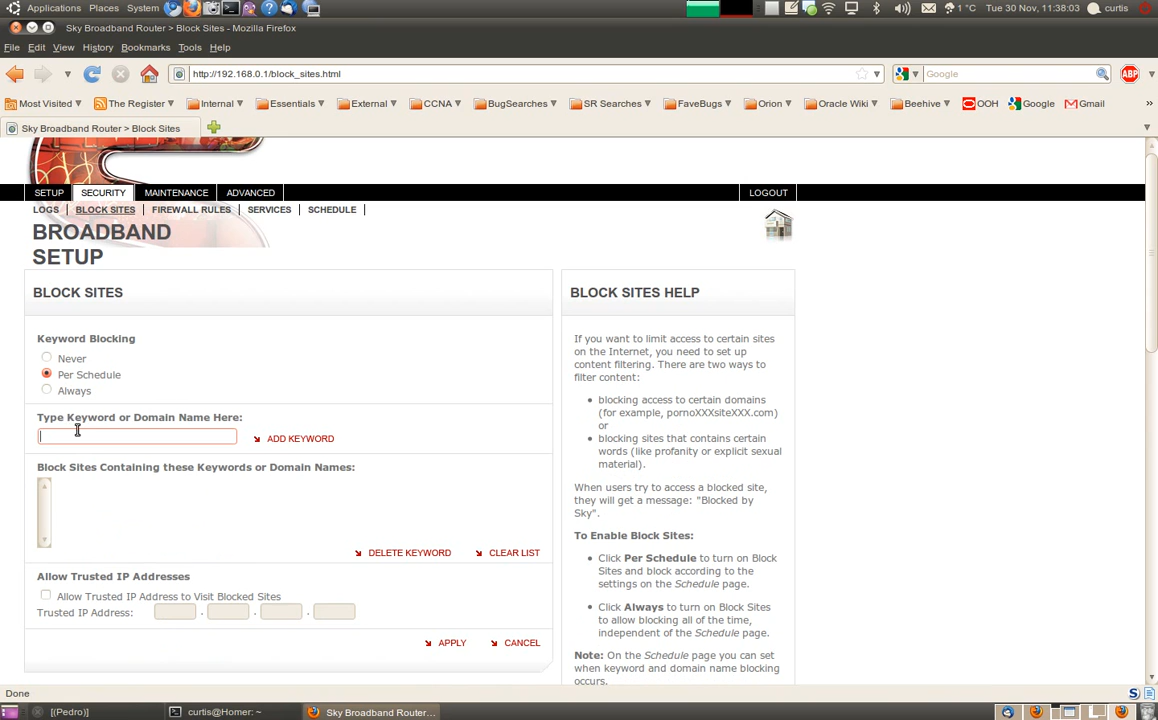 Applications Places System 1 °C Tue 30 Nov, 11:38:03 curtis
Sky Broadband Router > Block Sites - Mozilla Firefox
File Edit View History Bookmarks Tools Help
http://192.168.0.1/block_sites.html Google ABP
Most Visited The Register Internal Essentials External CCNA BugSearches SR Searches FaveBugs Orion Oracle Wiki Beehive OOH Google Gmail »
Sky Broadband Router > Block Sites
SETUP SECURITY MAINTENANCE ADVANCED LOGOUT
LOGS BLOCK SITES FIREWALL RULES SERVICES SCHEDULE
BROADBAND
SETUP
BLOCK SITES
Keyword Blocking
Never
Per Schedule
Always
Type Keyword or Domain Name Here:
ADD KEYWORD
Block Sites Containing these Keywords or Domain Names:
DELETE KEYWORD CLEAR LIST
Allow Trusted IP Addresses
Allow Trusted IP Address to Visit Blocked Sites
Trusted IP Address: . . .
APPLY CANCEL
BLOCK SITES HELP
If you want to limit access to certain sites
on the Internet, you need to set up
content filtering. There are two ways to
filter content:
blocking access to certain domains
(for example, pornoXXXsiteXXX.com)
or
blocking sites that contains certain
words (like profanity or explicit sexual
material).
When users try to access a blocked site,
they will get a message: "Blocked by
Sky".
To Enable Block Sites:
Click Per Schedule to turn on Block
Sites and block according to the
settings on the Schedule page.
Click Always to turn on Block Sites
to allow blocking all of the time,
independent of the Schedule page.
Note: On the Schedule page you can set
when keyword and domain name blocking
occurs.
Done
[(Pedro)] curtis@Homer: ~ Sky Broadband Router...